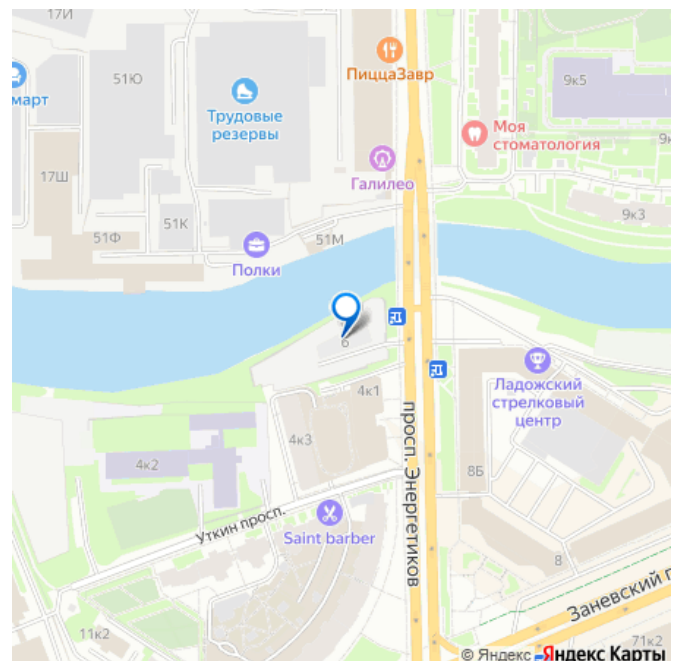 17И
ПиццаЗавр
51Ю
март
Трудовые
резервы
9к5
Моя
стоматология
Галилео
17Ш
51К
51Ф
51М
Полки
9к3
6
Ладожский
стрелковый
центр
4к1
просп. Энергетиков
4к3
4к2
8Б
Уткин просп.
Saint barber
8
Заневский п
11к2
71к2
© Яндекс Яндекс Карты